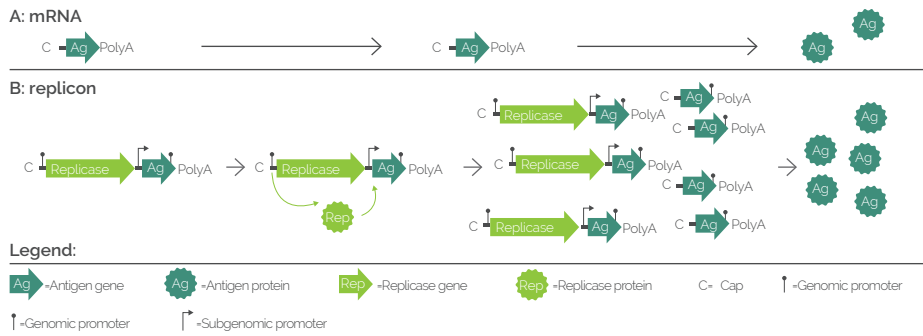 A: mRNA
C Ag PolyA C Ag PolyA Ag Ag
B: replicon
C Replicase Ag PolyA
C Replicase Ag PolyA
Rep
C Replicase Ag PolyA
C Replicase Ag PolyA
C Replicase Ag PolyA
C Ag PolyA
C Ag PolyA
C Ag PolyA
C Ag PolyA
Ag
Ag
Ag
Ag
Ag
Legend:
Ag =Antigen gene Ag =Antigen protein Rep =Replicase gene Rep =Replicase protein C= Cap =Genomic promoter
=Genomic promoter =Subgenomic promoter